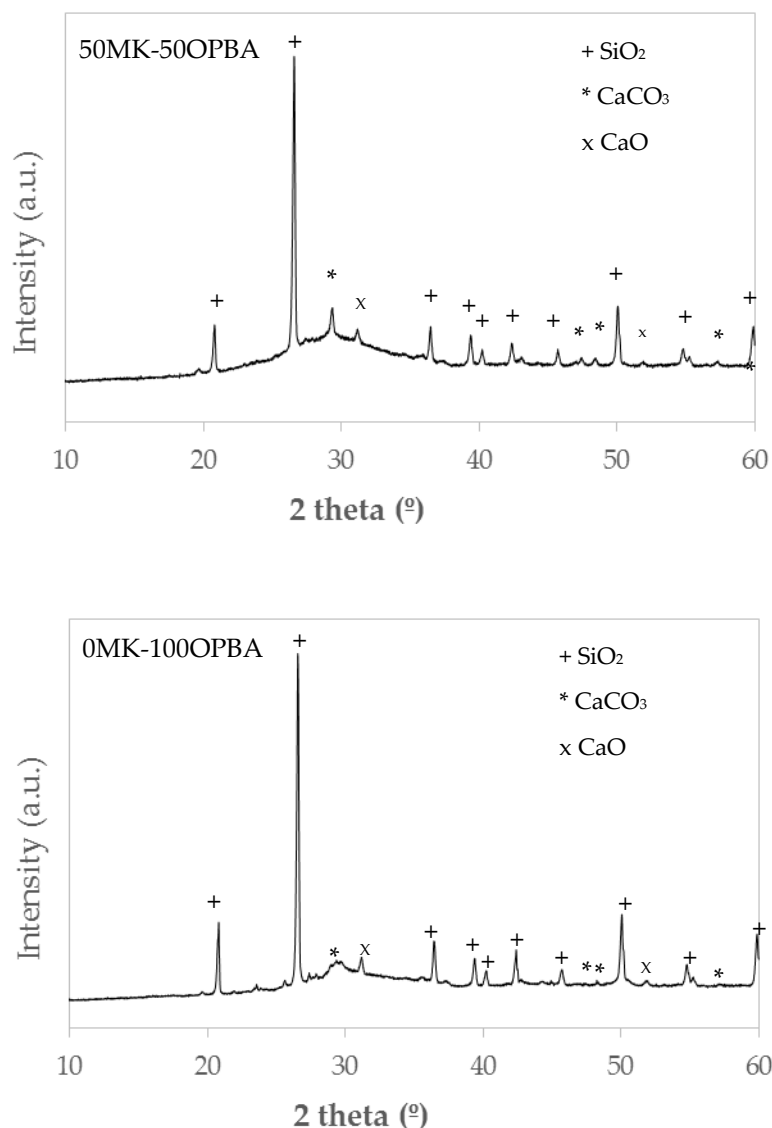 50MK-50OPBA
+ SiO₂
* CaCO₃
x CaO
+
+
*
x
+
+
+
+
+
*
*
+
x
+
*
+
*
Intensity (a.u.)
10 20 30 40 50 60
2 theta (º)
0MK-100OPBA
+ SiO₂
* CaCO₃
x CaO
+
+
*
x
+
+
+
+
+
*
*
+
x
+
*
+
Intensity (a.u.)
10 20 30 40 50 60
2 theta (º)